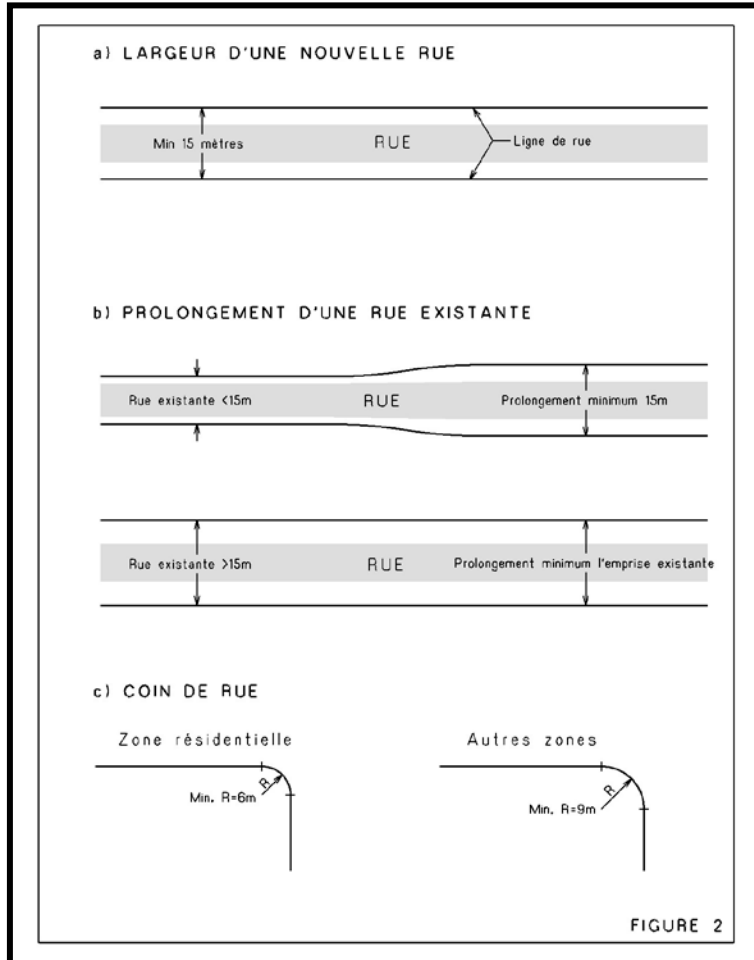 a) LARGEUR D'UNE NOUVELLE RUE
Min 15 mètres RUE Ligne de rue
b) PROLONGEMENT D'UNE RUE EXISTANTE
Rue existante <15m RUE Prolongement minimum 15m
Rue existante >15m RUE Prolongement minimum l'emprise existante
c) COIN DE RUE
Zone résidentielle Autres zones
R R
Min. R=6m Min. R=9m
FIGURE 2